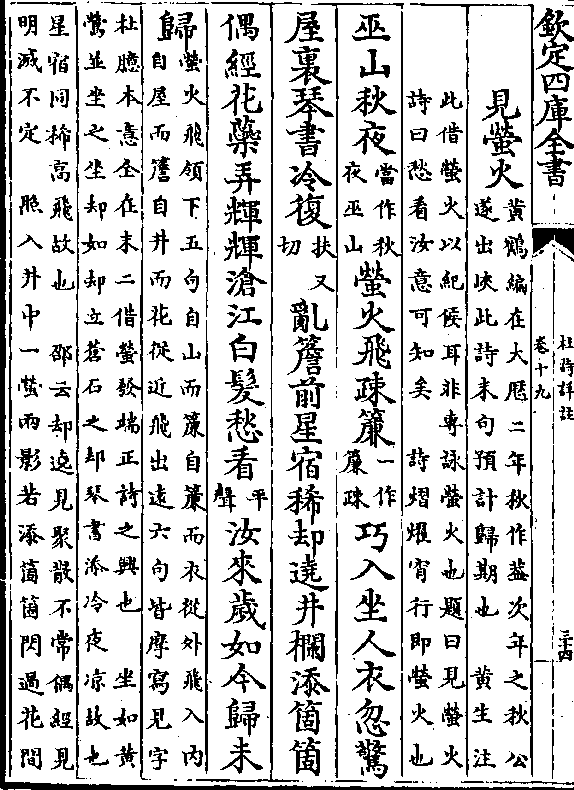 欽定四庫全書
杜詩詳註
卷十九
三十四
見螢火
黃鶴編在大厯二年秋作葢次年之秋公
遂出峽此詩末句預計歸期也 黃生注
此借螢火以紀候耳非專詠螢火也題曰見螢火
詩曰愁看汝意可知矣 詩熠燿宵行即螢火也
巫山秋夜當作秋夜巫山螢火飛疎簾一作簾疎巧入坐人衣忽驚
屋裏琴書冷復扶又切亂簷前星宿稀却遶井欄添箇箇
偶經花蘂弄輝輝滄江白髮愁看平聲汝來歲如今歸未
歸螢火飛領下五句自山而簾自簾而衣從外飛入内
自屋而簷自井而花從近飛出遠六句皆摩寫見字
杜臆本意全在末二借螢發端正詩之興也 坐如黃
鶯並坐之坐却如却立蒼石之却琴書添冷夜凉故也
星宿同稀高飛故也 邵云却遶見聚散不常偶經見
明滅不定 照入井中一螢兩影若添箇箇閃過花間